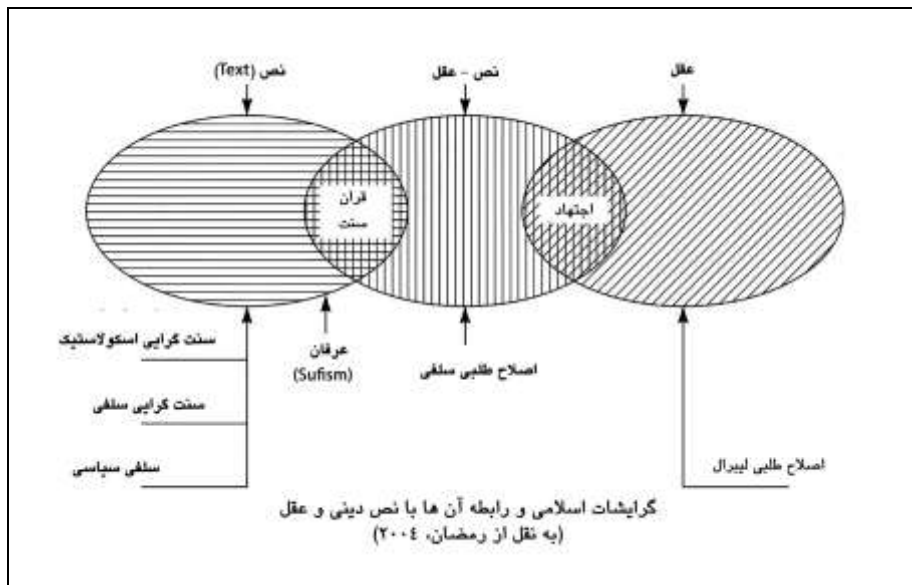 عقل
نص - عقل
نص (Text)
قرآن
سنت
اجتهاد
سنت گرایی اسکولاستیک
عرفان
(Sufism)
اصلاح طلبی سلفی
سنت گرایی سلفی
سلفی سیاسی
اصلاح طلبی لیبرال
گرایشات اسلامی و رابطه آن ها با نص دینی و عقل
(به نقل از رمضان، ۲۰۰٤)